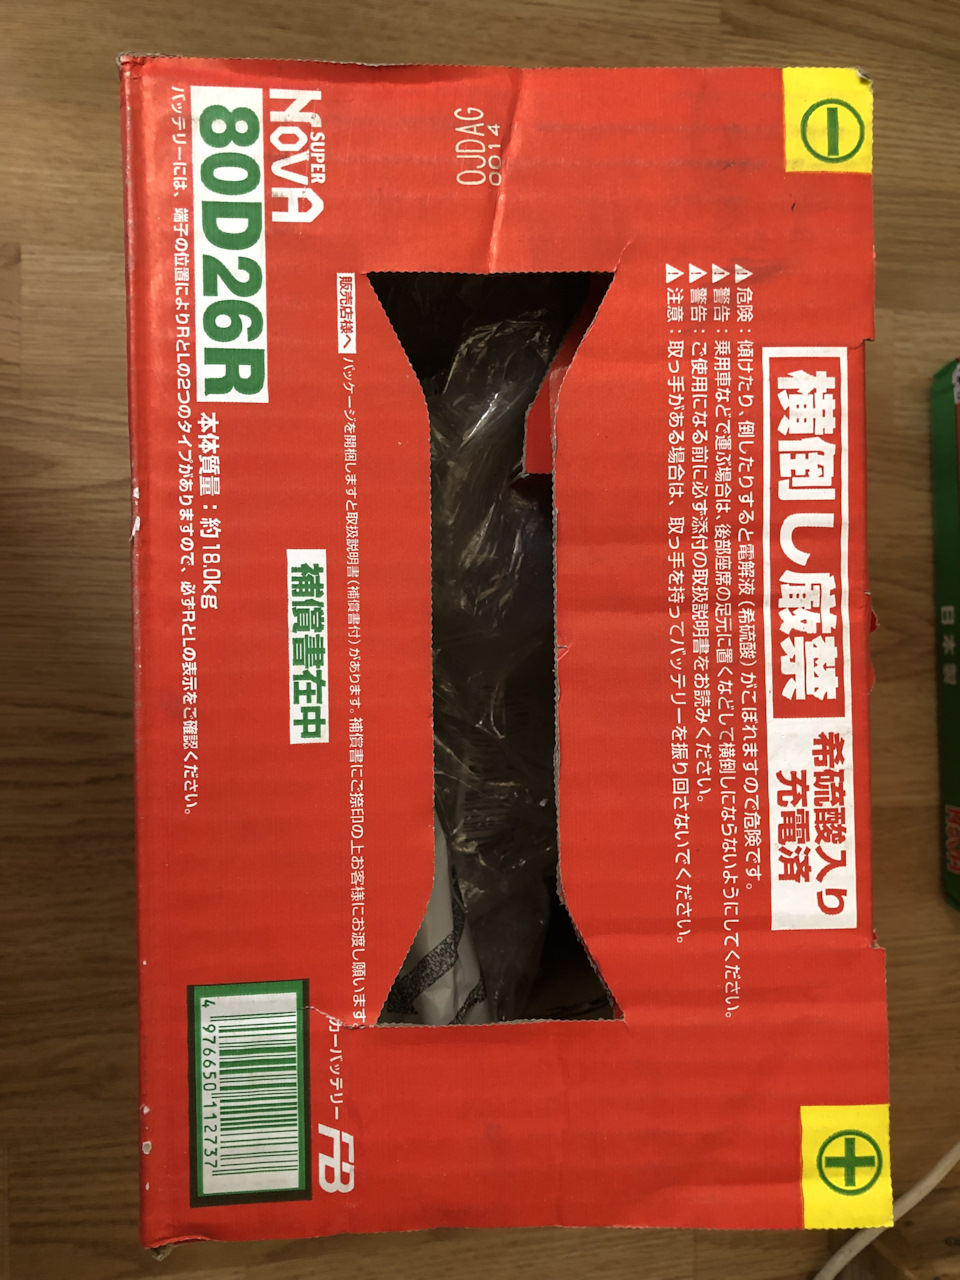 横倒し厳禁
希硫酸入り
充電済
⚠危険：傾けたり、倒したりすると電解液（希硫酸）がこぼれますので危険です。
⚠警告：乗用車などで運ぶ場合は、後部座席の足元に置くなどして横倒しにならないようにしてください。
⚠警告：ご使用になる前に必ず添付の取扱説明書をお読みください。
⚠注意：取っ手がある場合は、取っ手を持ってバッテリーを振り回さないでください。
OJDAG
8614
販売店様へ パッケージを開梱しますと取扱説明書（補償書付）があります。補償書にご捺印の上お客様にお渡し願います
補償書在中
SUPER
NoVA
80D26R 本体質量：約18.0kg
バッテリーには、端子の位置によりRとLの2つのタイプがありますので、必ずRとLの表示をご確認ください。
カーバッテリー FB
4 976650 112737
日本製